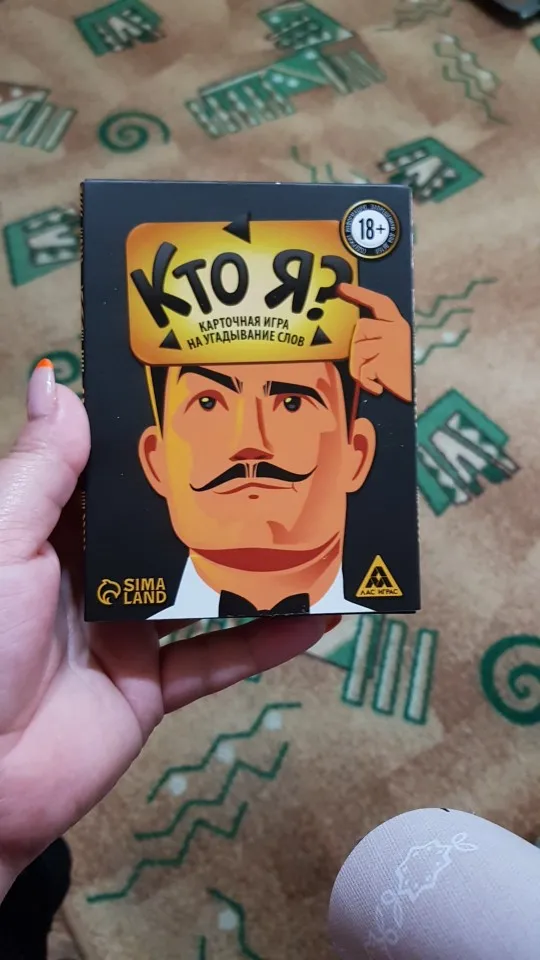 18+
Кто Я?
КАРТОЧНАЯ ИГРА
НА УГАДЫВАНИЕ СЛОВ
SIMA
LAND
ЛАС ИГРАС